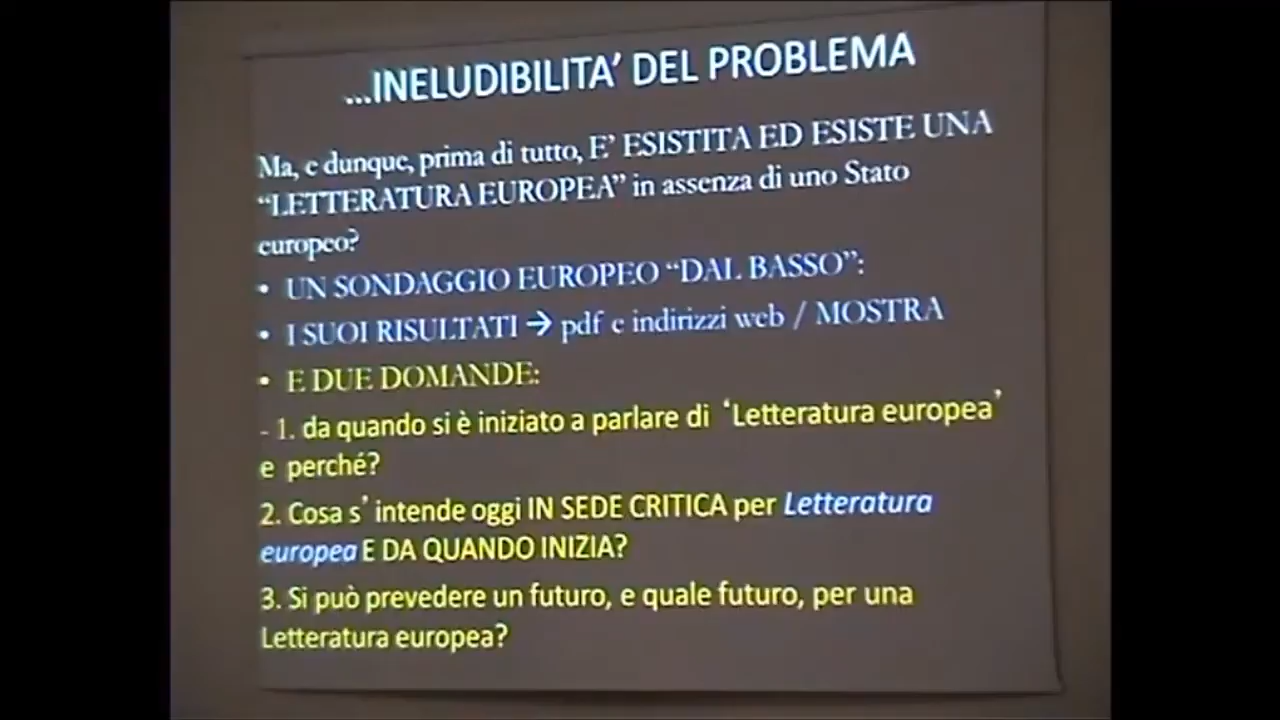 ...INELUDIBILITA’ DEL PROBLEMA
Ma, e dunque, prima di tutto, E’ ESISTITA ED ESISTE UNA
“LETTERATURA EUROPEA” in assenza di uno Stato
europeo?
• UN SONDAGGIO EUROPEO “DAL BASSO”:
• I SUOI RISULTATI → pdf e indirizzi web / MOSTRA
• E DUE DOMANDE:
- 1. da quando si è iniziato a parlare di ‘Letteratura europea’
e perché?
2. Cosa s’ intende oggi IN SEDE CRITICA per Letteratura
europea E DA QUANDO INIZIA?
3. Si può prevedere un futuro, e quale futuro, per una
Letteratura europea?